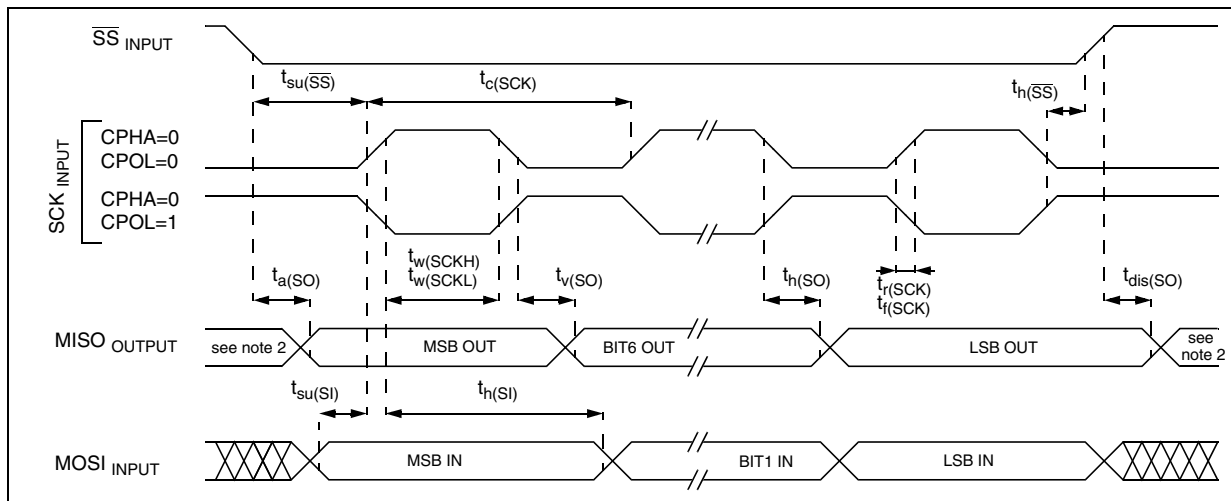 SS INPUT
tsu(SS)
tc(SCK)
th(SS)
SCK INPUT
CPHA=0
CPOL=0
CPHA=0
CPOL=1
ta(SO)
tw(SCKH)
tw(SCKL)
tv(SO)
th(SO)
tr(SCK)
tf(SCK)
tdis(SO)
MISO OUTPUT
see note 2
MSB OUT
BIT6 OUT
LSB OUT
see
note 2
tsu(SI)
th(SI)
MOSI INPUT
MSB IN
BIT1 IN
LSB IN